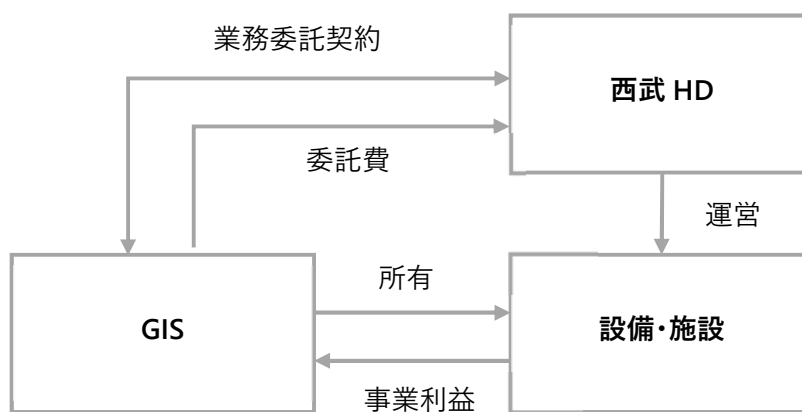 業務委託契約
西武 HD
委託費
運営
所有
GIS
設備・施設
事業利益